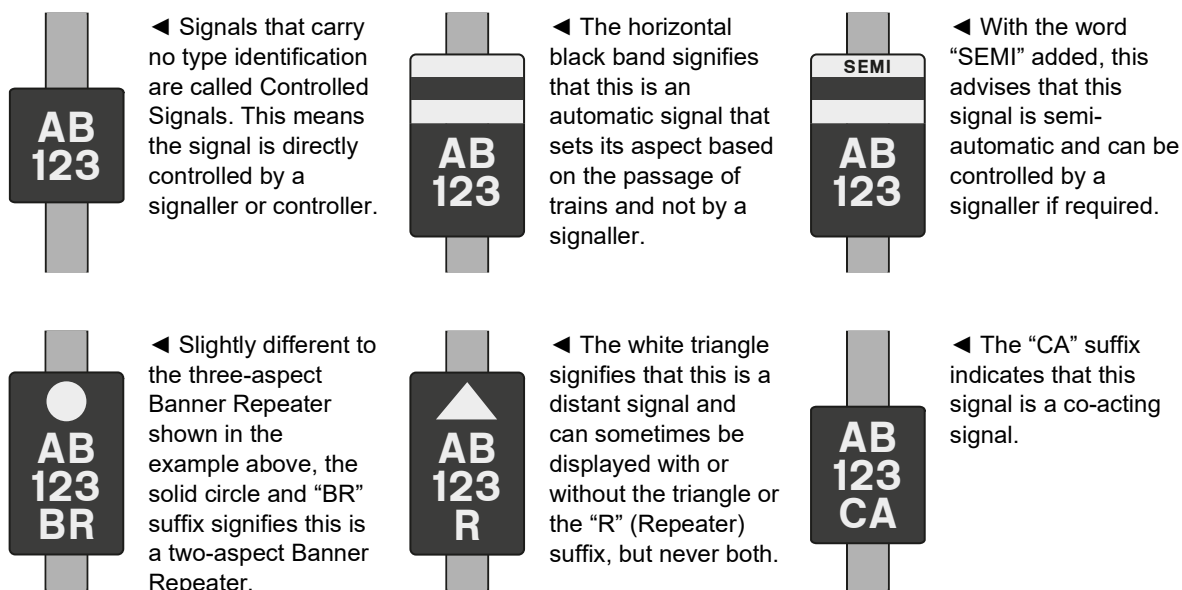 AB
123
◄ Signals that carry
no type identification
are called Controlled
Signals. This means
the signal is directly
controlled by a
signaller or controller.
AB
123
◄ The horizontal
black band signifies
that this is an
automatic signal that
sets its aspect based
on the passage of
trains and not by a
signaller.
SEMI
AB
123
◄ With the word
“SEMI” added, this
advises that this
signal is semi-
automatic and can be
controlled by a
signaller if required.
AB
123
BR
◄ Slightly different to
the three-aspect
Banner Repeater
shown in the
example above, the
solid circle and “BR”
suffix signifies this is
a two-aspect Banner
Repeater.
AB
123
R
◄ The white triangle
signifies that this is a
distant signal and
can sometimes be
displayed with or
without the triangle or
the “R” (Repeater)
suffix, but never both.
AB
123
CA
◄ The “CA” suffix
indicates that this
signal is a co-acting
signal.